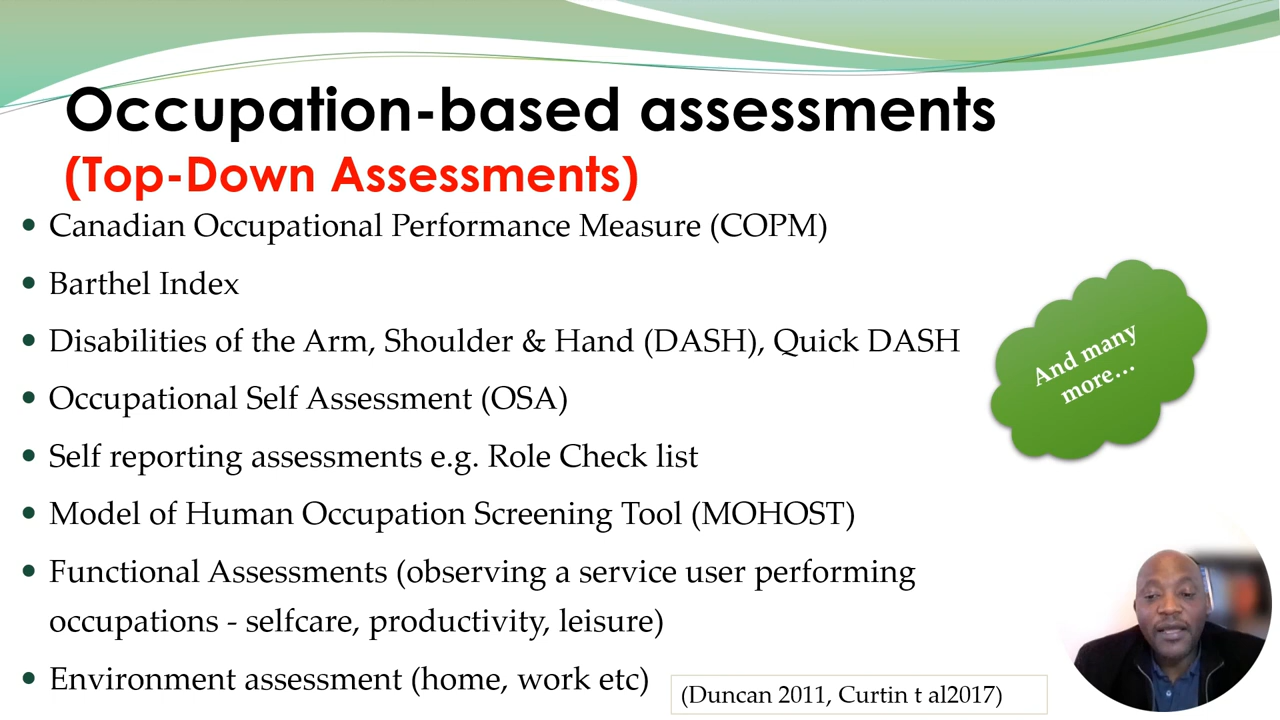 Occupation-based assessments
(Top-Down Assessments)
• Canadian Occupational Performance Measure (COPM)
• Barthel Index
• Disabilities of the Arm, Shoulder & Hand (DASH), Quick DASH
• Occupational Self Assessment (OSA)
• Self reporting assessments e.g. Role Check list
• Model of Human Occupation Screening Tool (MOHOST)
• Functional Assessments (observing a service user performing
occupations - selfcare, productivity, leisure)
• Environment assessment (home, work etc)
And many
more…
(Duncan 2011, Curtin t al2017)